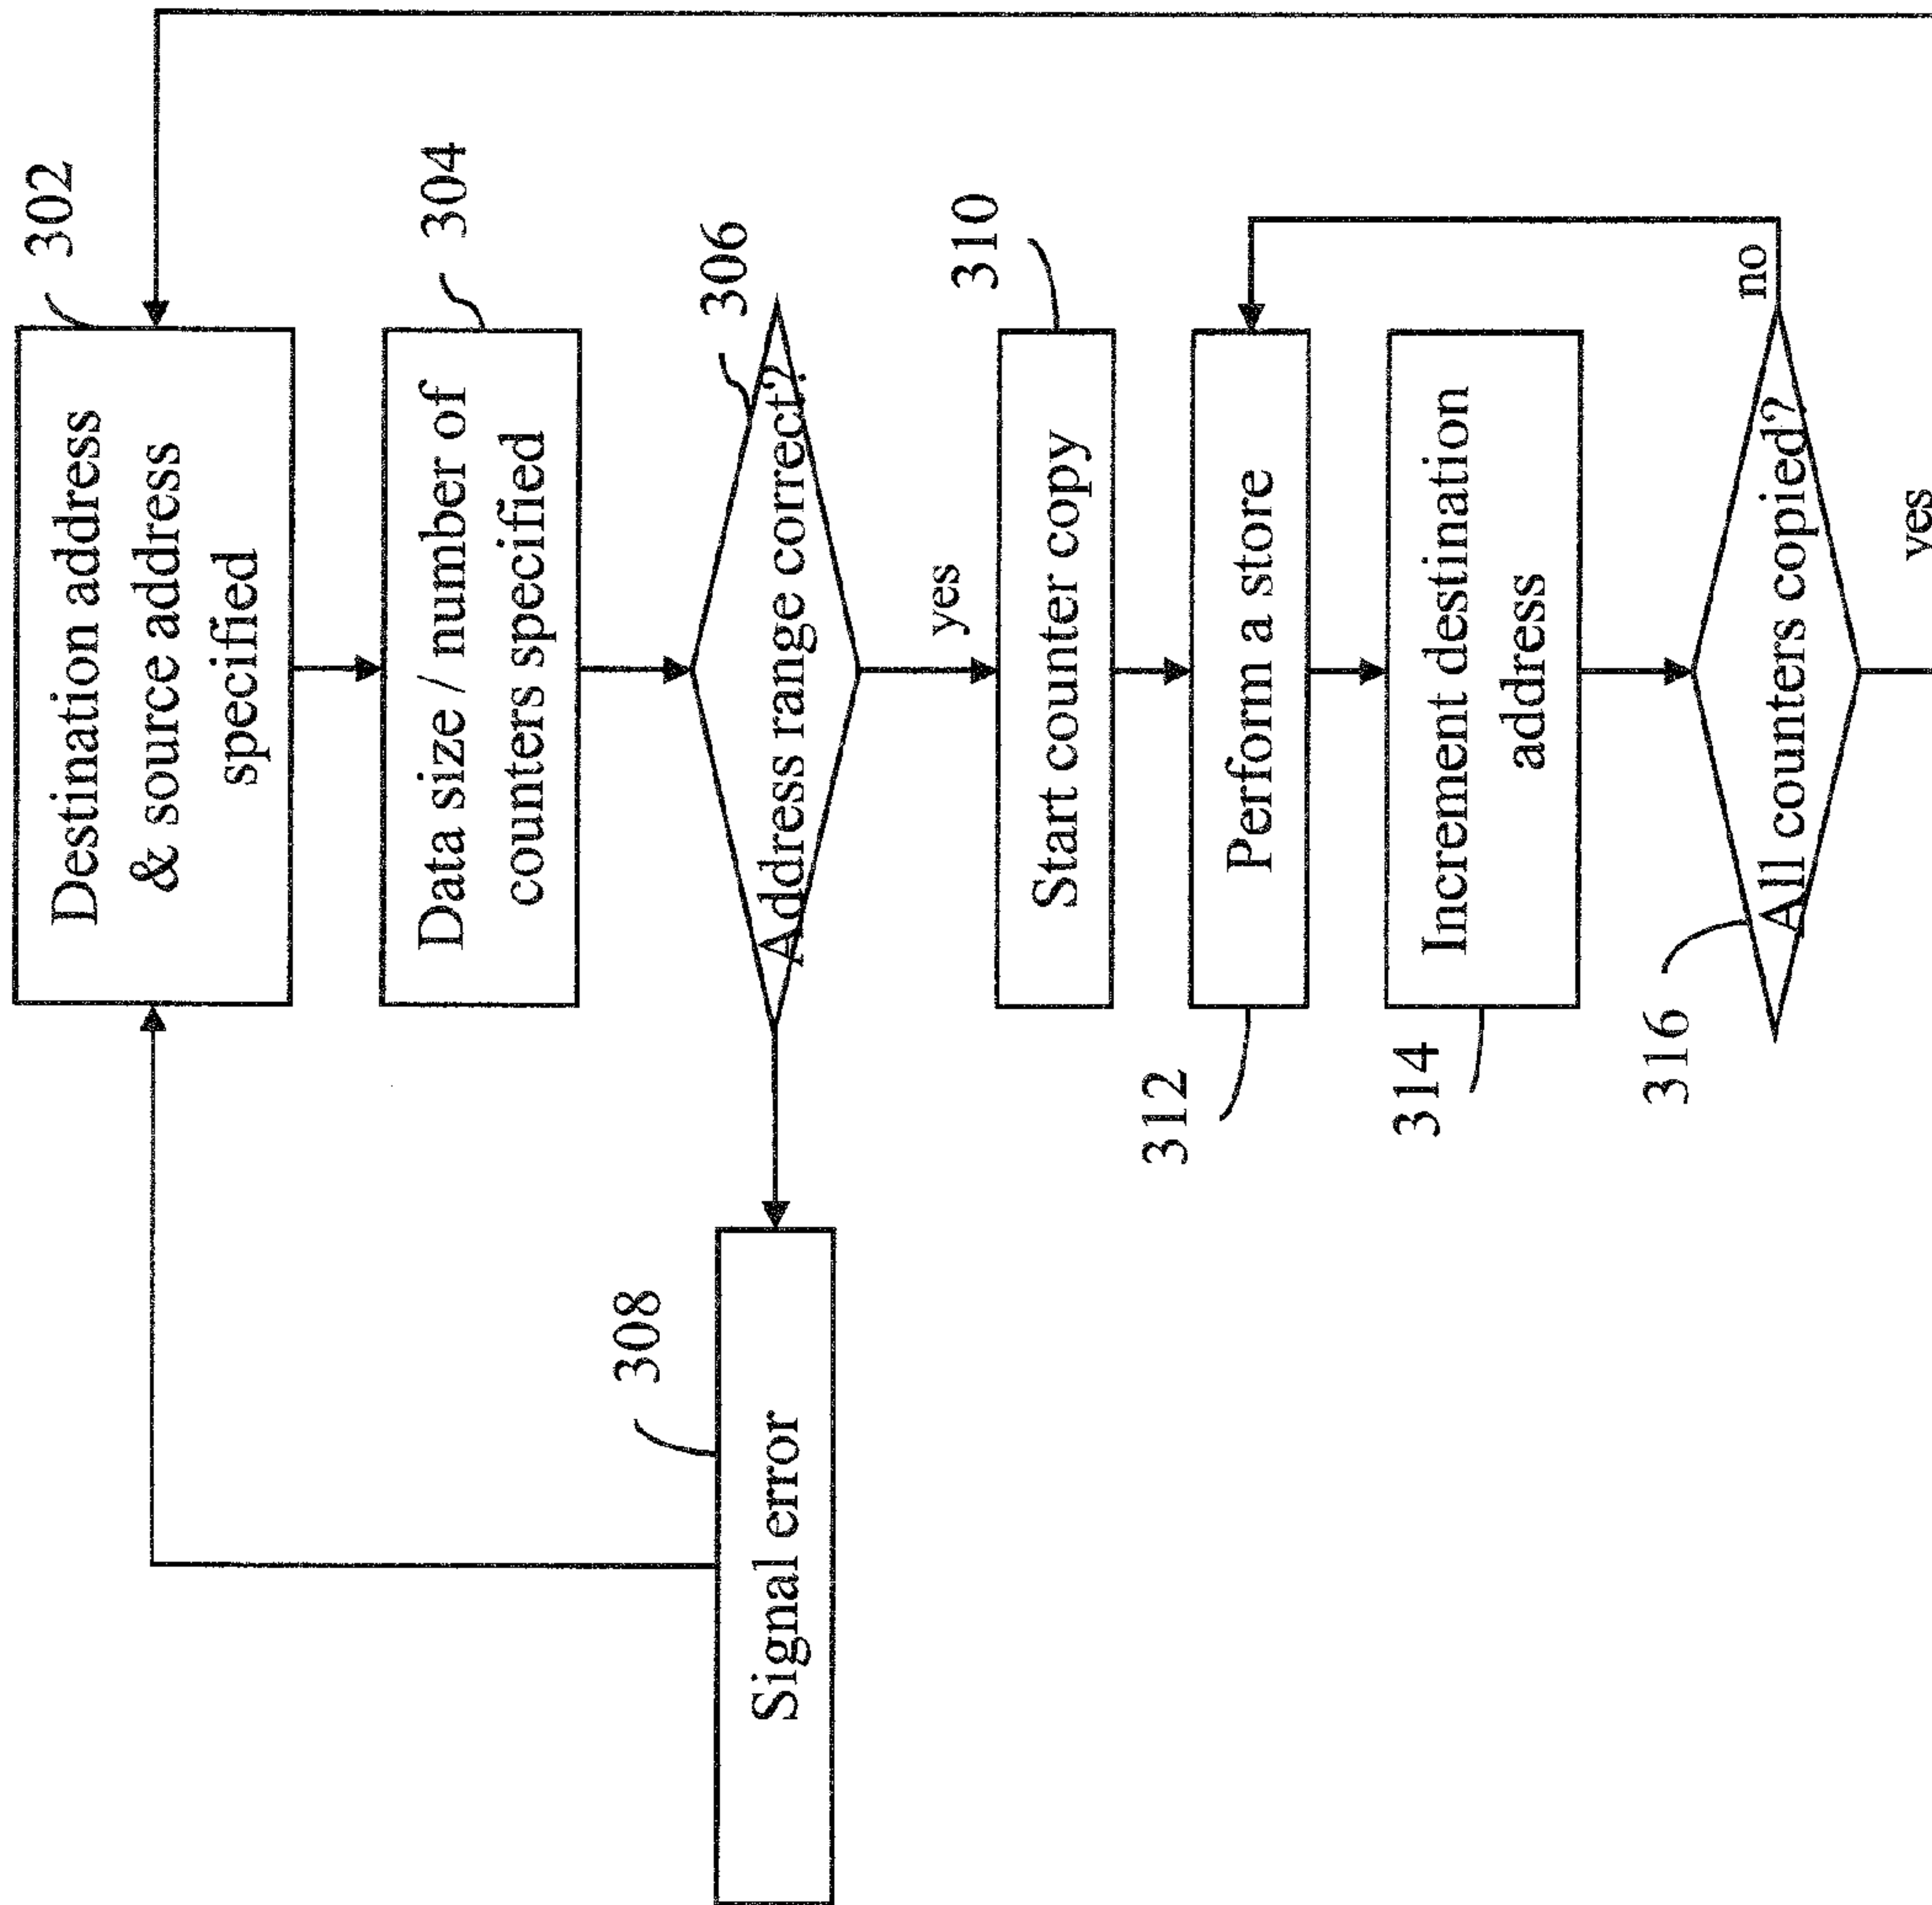 302
Destination address
& source address
specified
304
Data size / number of
counters specified
306
Address range correct?
308
Signal error
yes
310
Start counter copy
312
Perform a store
314
Increment destination
address
316
All counters copied?
no
yes